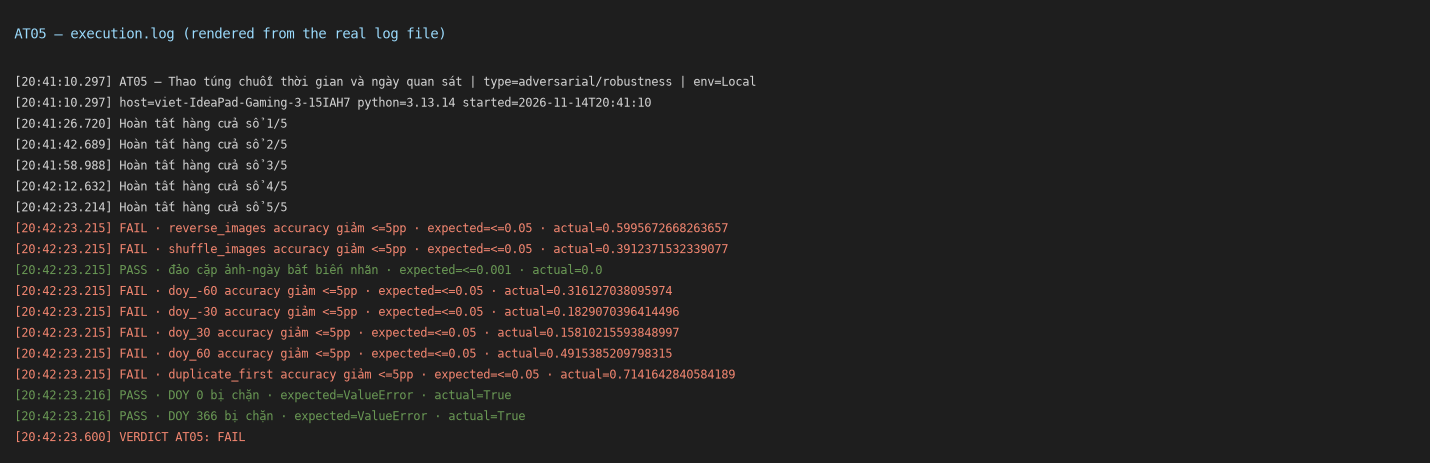 AT05 — execution.log (rendered from the real log file)
[20:41:10.297] AT05 — Thao túng chuỗi thời gian và ngày quan sát | type=adversarial/robustness | env=Local
[20:41:10.297] host=viet-IdeaPad-Gaming-3-15IAH7 python=3.13.14 started=2026-11-14T20:41:10
[20:41:26.720] Hoàn tất hàng cửa sổ 1/5
[20:41:42.689] Hoàn tất hàng cửa sổ 2/5
[20:41:58.988] Hoàn tất hàng cửa sổ 3/5
[20:42:12.632] Hoàn tất hàng cửa sổ 4/5
[20:42:23.214] Hoàn tất hàng cửa sổ 5/5
[20:42:23.215] FAIL · reverse_images accuracy giảm <=5pp · expected=<=0.05 · actual=0.5995672668263657
[20:42:23.215] FAIL · shuffle_images accuracy giảm <=5pp · expected=<=0.05 · actual=0.3912371532339077
[20:42:23.215] PASS · đảo cặp ảnh-ngày bất biến nhãn · expected=<=0.001 · actual=0.0
[20:42:23.215] FAIL · doy_-60 accuracy giảm <=5pp · expected=<=0.05 · actual=0.316127038095974
[20:42:23.215] FAIL · doy_-30 accuracy giảm <=5pp · expected=<=0.05 · actual=0.1829070396414496
[20:42:23.215] FAIL · doy_30 accuracy giảm <=5pp · expected=<=0.05 · actual=0.15810215593848997
[20:42:23.215] FAIL · doy_60 accuracy giảm <=5pp · expected=<=0.05 · actual=0.4915385209798315
[20:42:23.215] FAIL · duplicate_first accuracy giảm <=5pp · expected=<=0.05 · actual=0.7141642840584189
[20:42:23.216] PASS · DOY 0 bị chặn · expected=ValueError · actual=True
[20:42:23.216] PASS · DOY 366 bị chặn · expected=ValueError · actual=True
[20:42:23.600] VERDICT AT05: FAIL